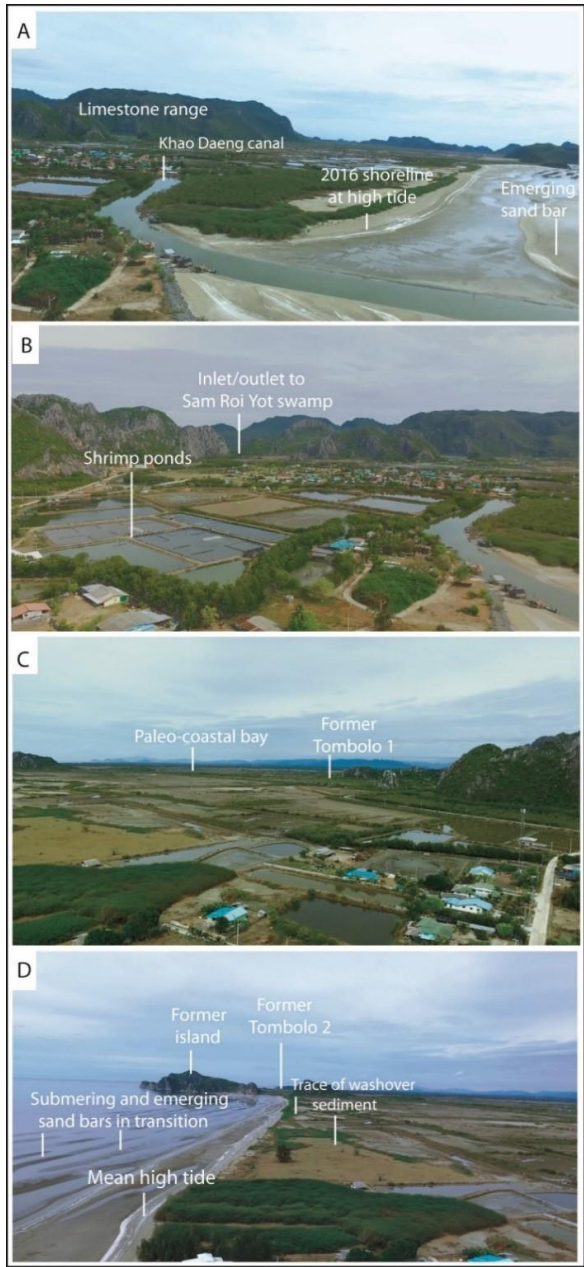 A
Limestone range
Khao Daeng canal
2016 shoreline
at high tide
Emerging
sand bar
B
Inlet/outlet to
Sam Roi Yot swamp
Shrimp ponds
C
Paleo-coastal bay
Former
Tombolo 1
D
Former
island
Former
Tombolo 2
Trace of washover
sediment
Submering and emerging
sand bars in transition
Mean high tide